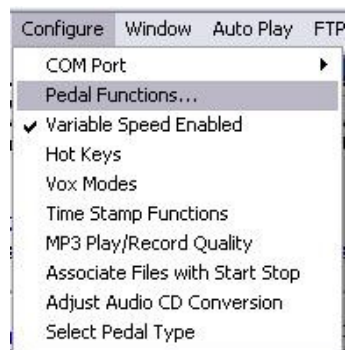 Configure Window Auto Play FTP
COM Port
Pedal Functions...
Variable Speed Enabled
Hot Keys
Vox Modes
Time Stamp Functions
MP3 Play/Record Quality
Associate Files with Start Stop
Adjust Audio CD Conversion
Select Pedal Type